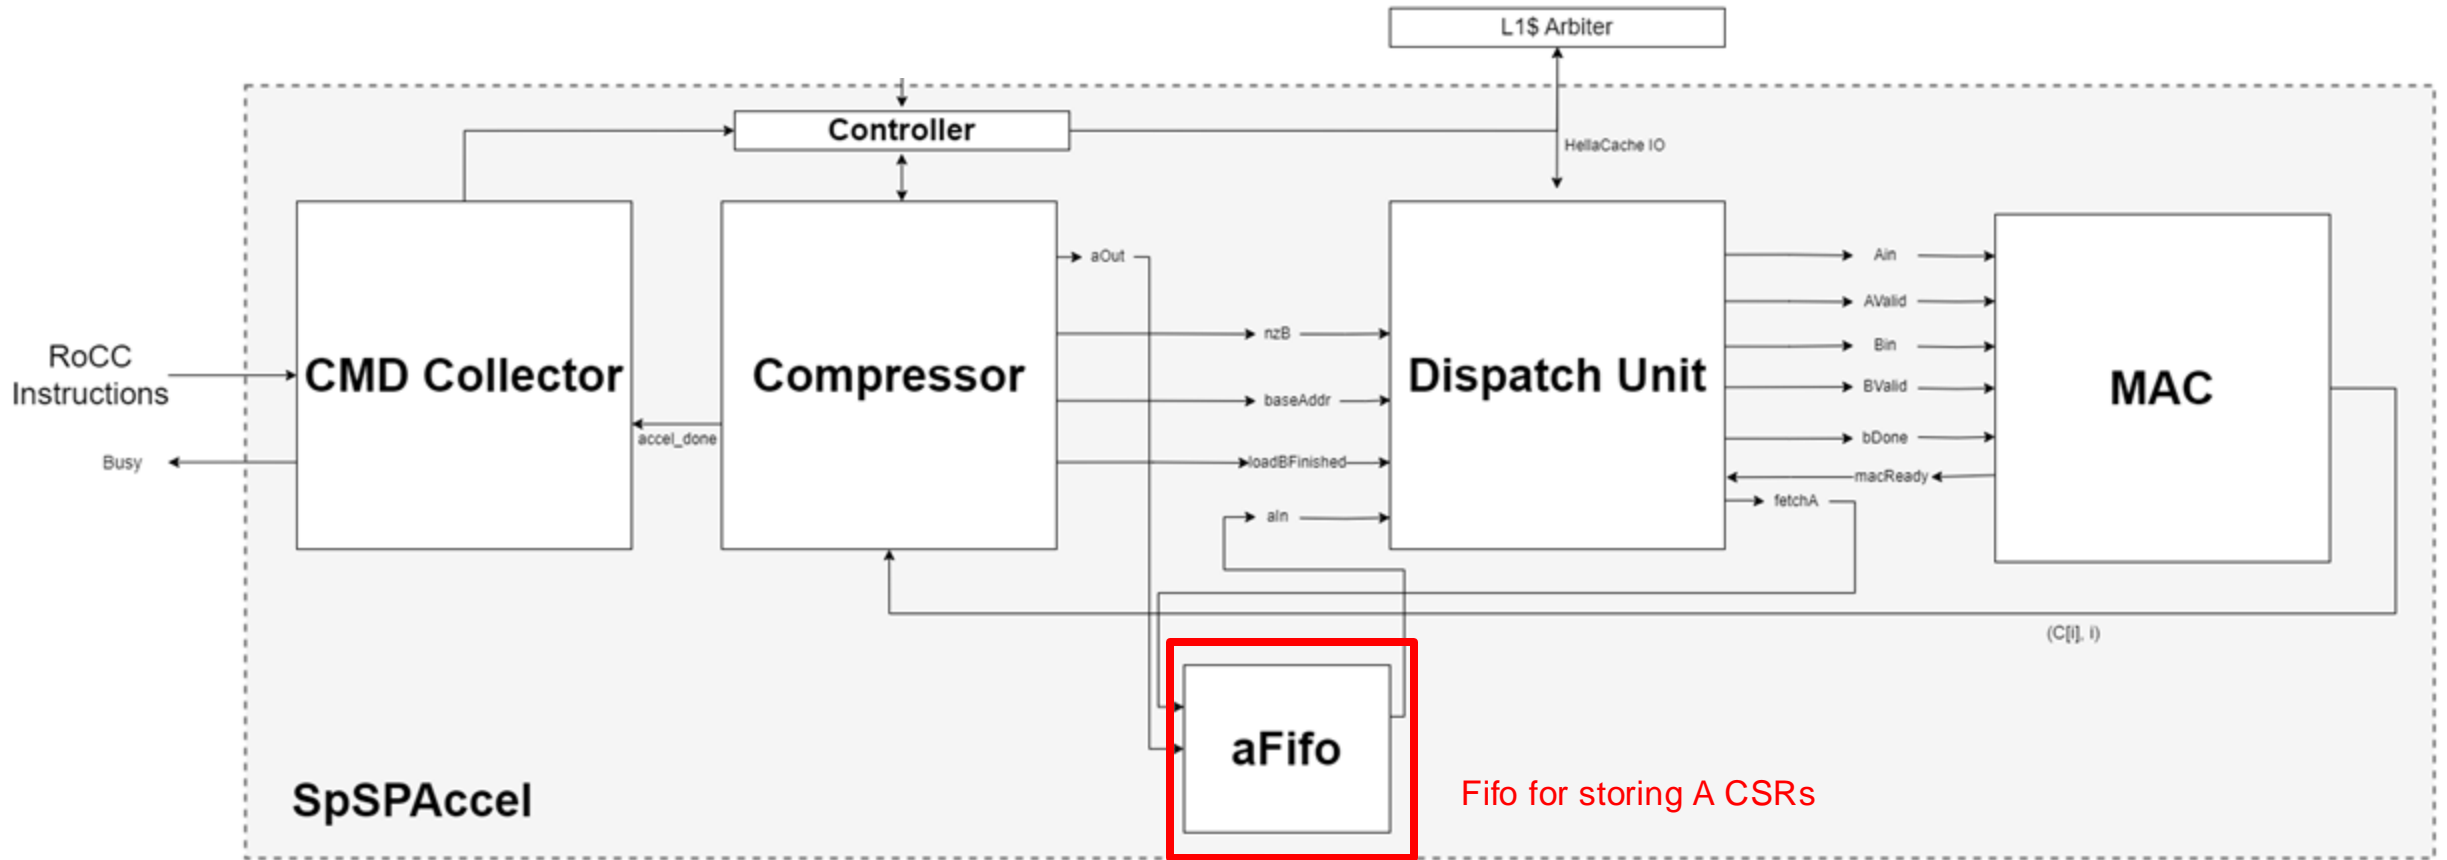 L1$ Arbiter
Controller
HellaCache IO
aOut
Ain
AValid
nzB
Bin
RoCC
Instructions
CMD Collector
Compressor
Dispatch Unit
MAC
BValid
baseAddr
accel_done
bDone
Busy
loadBFinished
macReady
fetchA
aIn
(C[i], i)
aFifo
SpSPAccel
Fifo for storing A CSRs